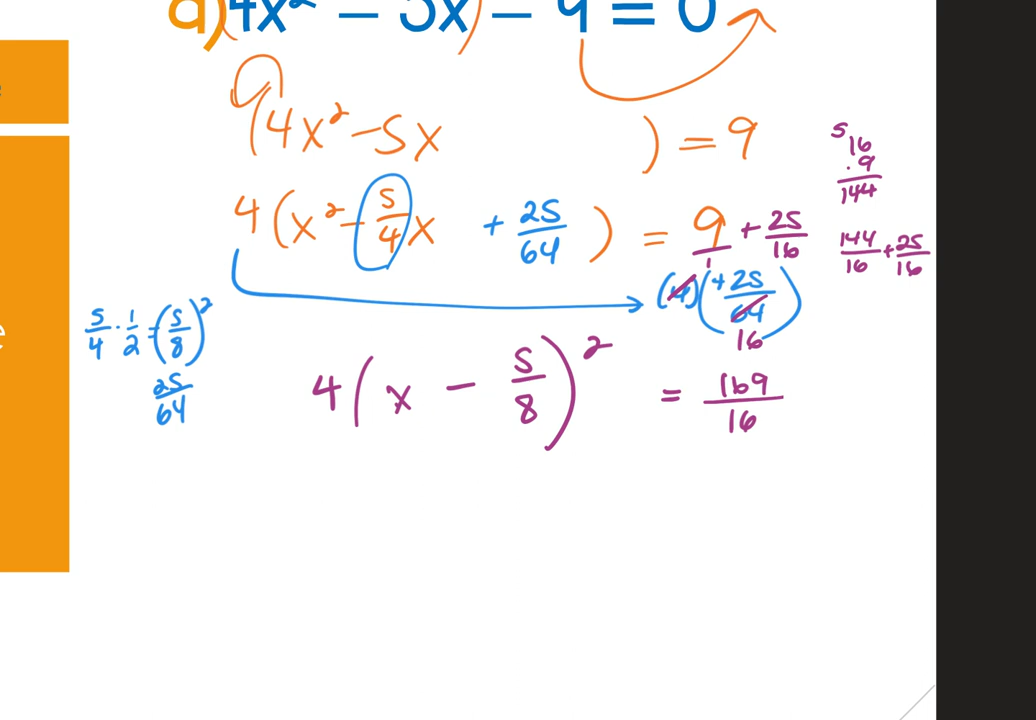 a)(4x² − 5x) − 9 = 0
(4x² − 5x ) = 9
4(x² − 5/4 x + 25/64 ) = 9/1 + 25/16
(4)(+25/64)
16
5/4 · 1/2 = (5/8)²
25/64
4(x − 5/8)² = 169/16
5
16
· 9
144
144/16 + 25/16